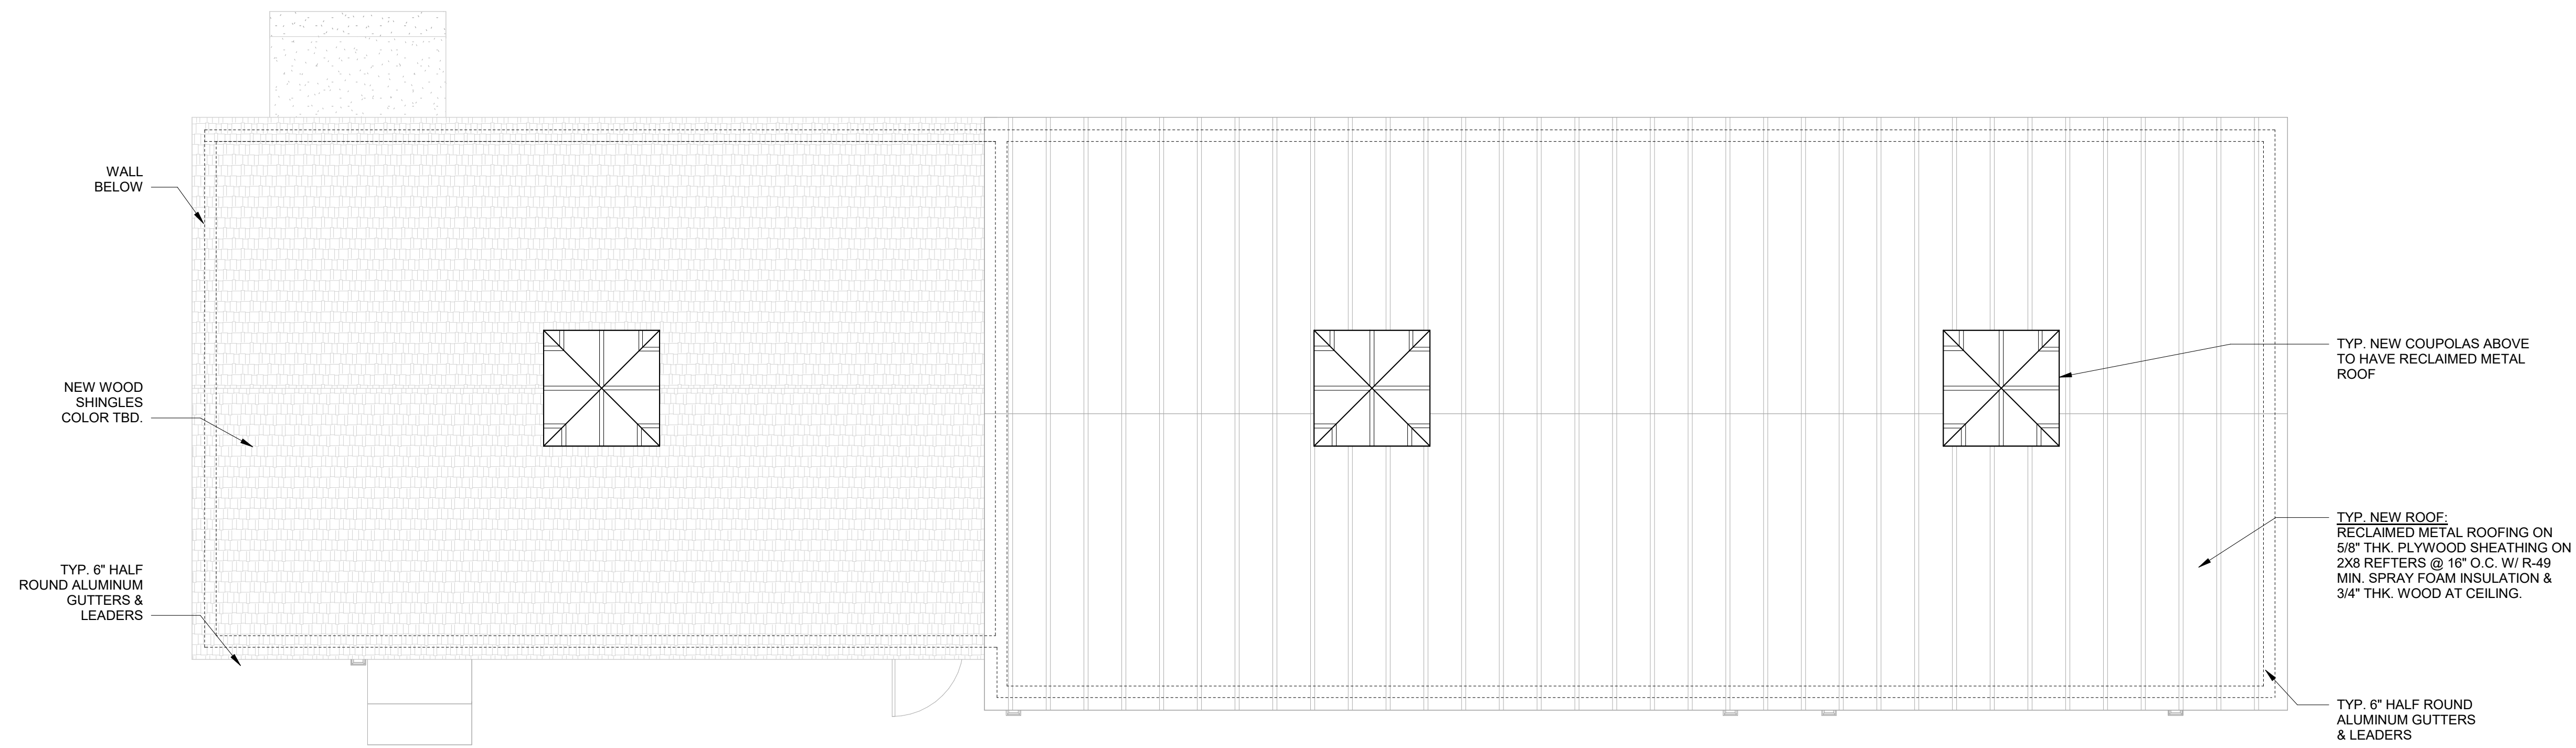 WALL
BELOW
NEW WOOD
SHINGLES
COLOR TBD.
TYP. 6" HALF
ROUND ALUMINUM
GUTTERS &
LEADERS
TYP. NEW COUPOLAS ABOVE
TO HAVE RECLAIMED METAL
ROOF
TYP. NEW ROOF:
RECLAIMED METAL ROOFING ON
5/8" THK. PLYWOOD SHEATHING ON
2X8 REFTERS @ 16" O.C. W/ R-49
MIN. SPRAY FOAM INSULATION &
3/4" THK. WOOD AT CEILING.
TYP. 6" HALF ROUND
ALUMINUM GUTTERS
& LEADERS